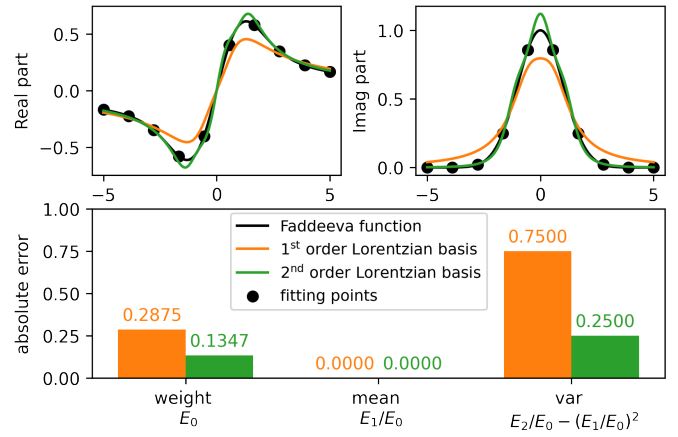 Real part
0.5
0.0
−0.5
−5
0
5
Imag part
1.0
0.5
0.0
−5
0
5
absolute error
1.00
0.75
0.50
0.25
0.00
Faddeeva function
1st order Lorentzian basis
2nd order Lorentzian basis
fitting points
0.2875
0.1347
0.0000
0.0000
0.7500
0.2500
weight
E₀
mean
E₁/E₀
var
E₂/E₀ − (E₁/E₀)²